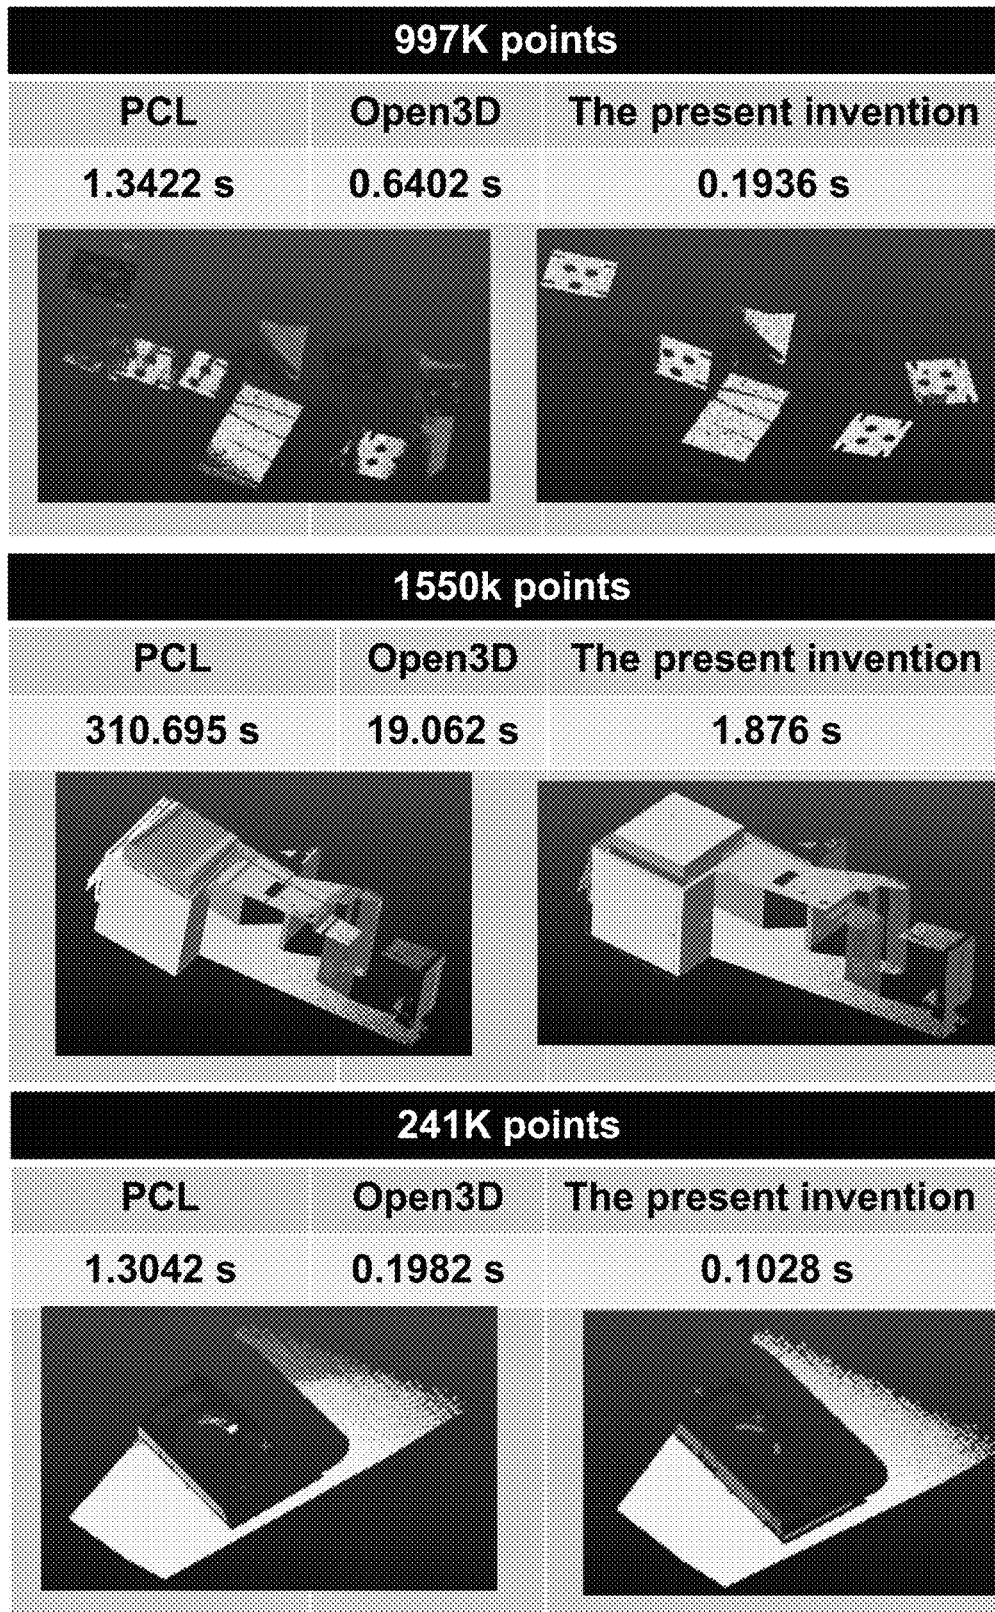 997K points
PCL Open3D The present invention
1.3422 s 0.6402 s 0.1936 s
1550k points
PCL Open3D The present invention
310.695 s 19.062 s 1.876 s
241K points
PCL Open3D The present invention
1.3042 s 0.1982 s 0.1028 s